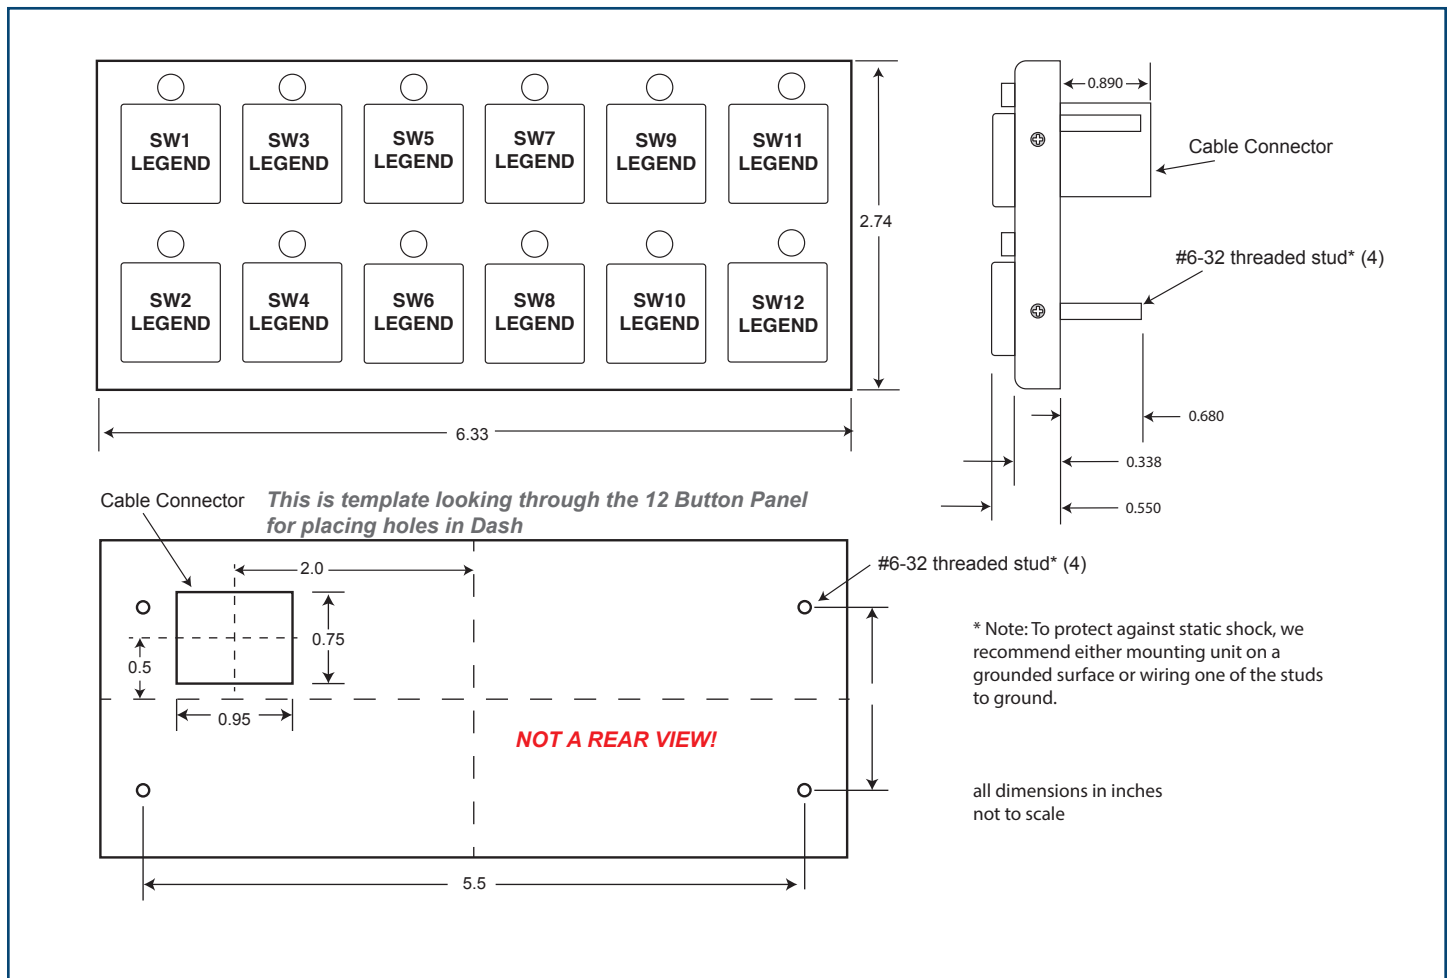 SW1
LEGEND
SW3
LEGEND
SW5
LEGEND
SW7
LEGEND
SW9
LEGEND
SW11
LEGEND
SW2
LEGEND
SW4
LEGEND
SW6
LEGEND
SW8
LEGEND
SW10
LEGEND
SW12
LEGEND
2.74
6.33
0.890
Cable Connector
#6-32 threaded stud* (4)
0.680
0.338
0.550
Cable Connector
This is template looking through the 12 Button Panel
for placing holes in Dash
2.0
0.75
0.5
0.95
NOT A REAR VIEW!
5.5
#6-32 threaded stud* (4)
* Note: To protect against static shock, we
recommend either mounting unit on a
grounded surface or wiring one of the studs
to ground.
all dimensions in inches
not to scale